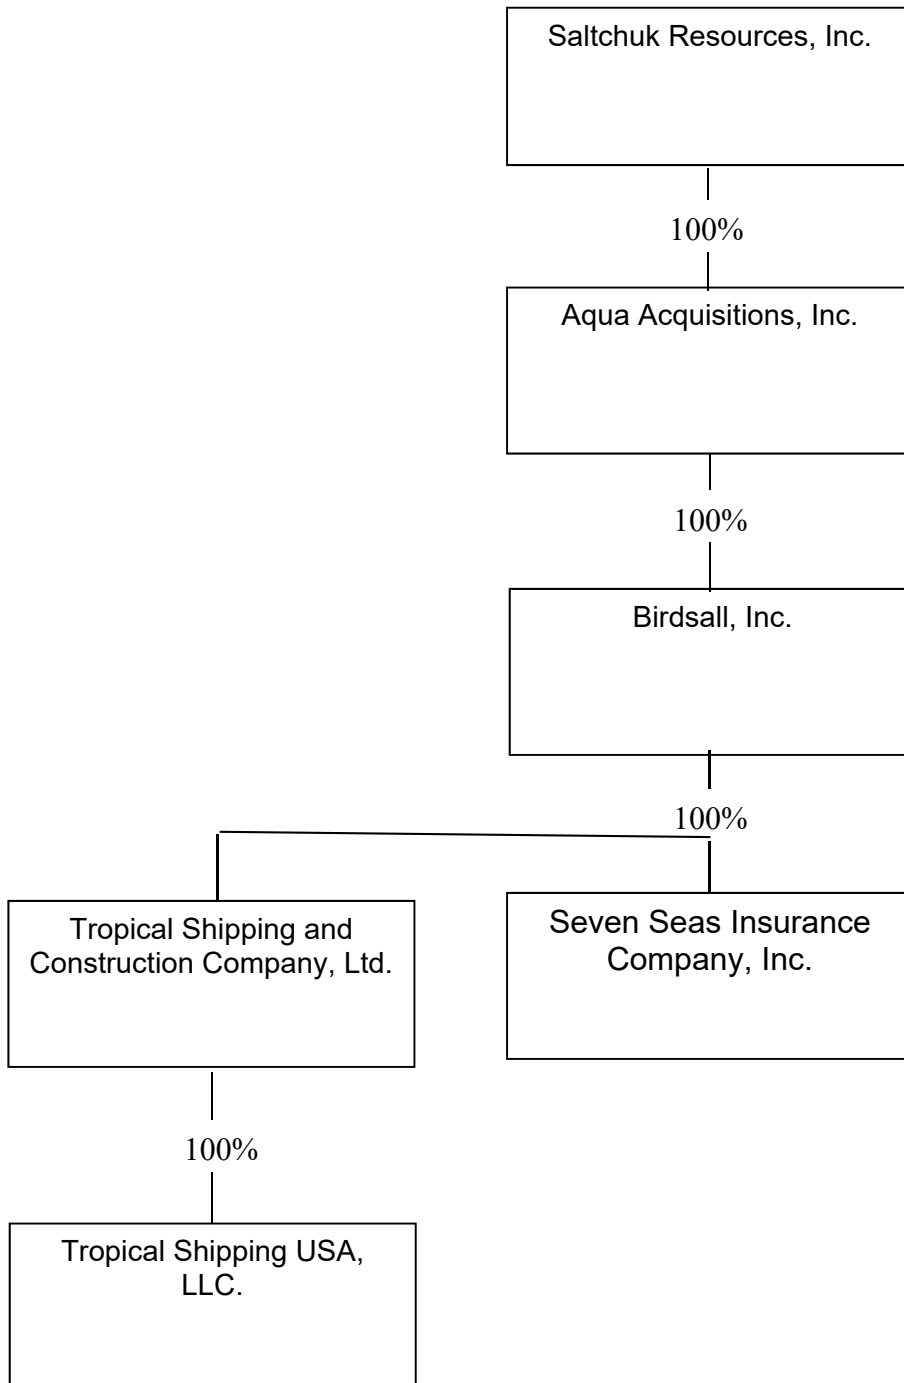 Saltchuk Resources, Inc.
100%
Aqua Acquisitions, Inc.
100%
Birdsall, Inc.
100%
Tropical Shipping and
Construction Company, Ltd.
Seven Seas Insurance
Company, Inc.
100%
Tropical Shipping USA,
LLC.